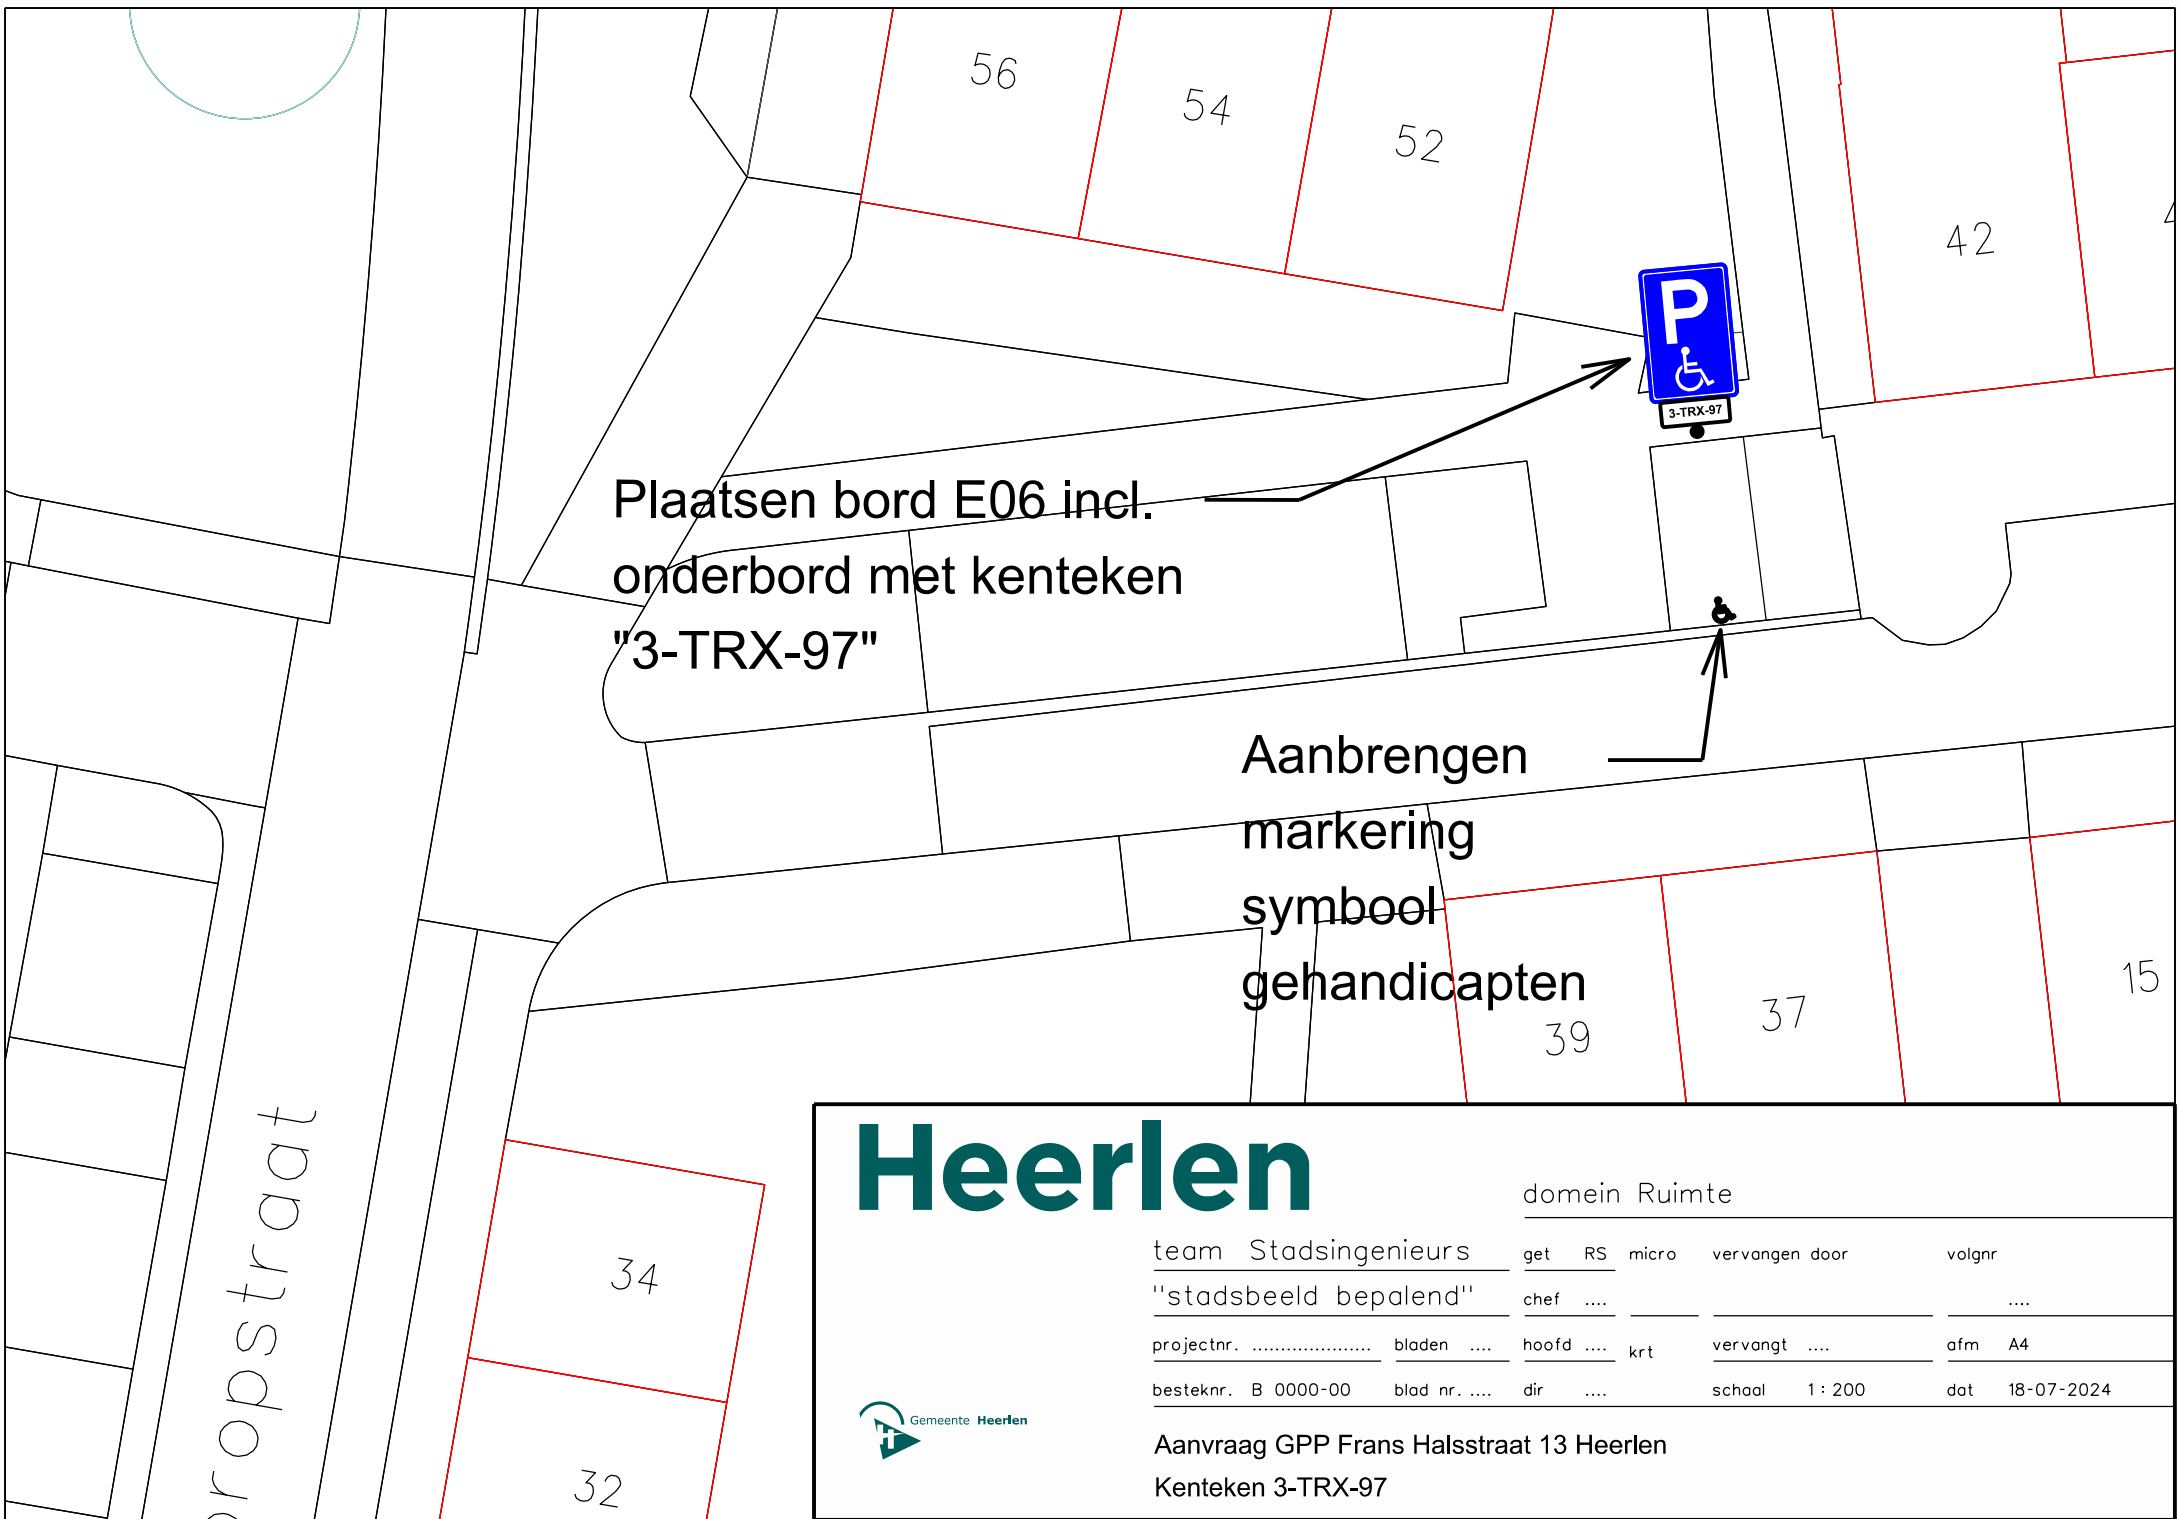 56
54
52
42
P
3-TRX-97
Plaatsen bord E06 incl.
onderbord met kenteken
"3-TRX-97"
Aanbrengen
markering
symbool
gehandicapten
39
37
15
34
32
Heerlen
domein Ruimte
team Stadsingenieurs
get RS micro vervangen door volgnr
"stadsbeeld bepalend"
chef .... ....
projectnr. ..................... bladen .... hoofd .... krt vervangt .... afm A4
besteknr. B 0000-00 blad nr. .... dir .... schaal 1:200 dat 18-07-2024
H Gemeente Heerlen
Aanvraag GPP Frans Halsstraat 13 Heerlen
Kenteken 3-TRX-97